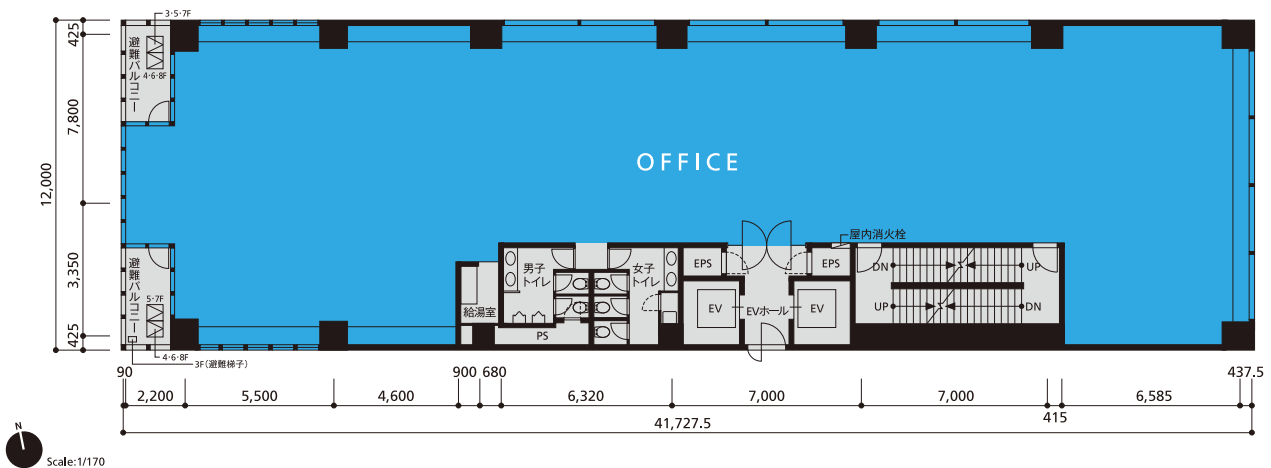 3・5・7F
避難バルコニー
4・6・8F
425
7,800
12,000
3,350
425
OFFICE
屋内消火栓
男子
トイレ
女子
トイレ
EPS
EPS
DN
UP
UP
DN
給湯室
EV
EVホール
EV
PS
避難バルコニー
5・7F
4・6・8F
3F(避難梯子)
90
900
680
437.5
2,200
5,500
4,600
6,320
7,000
7,000
415
6,585
41,727.5
N
Scale:1/170